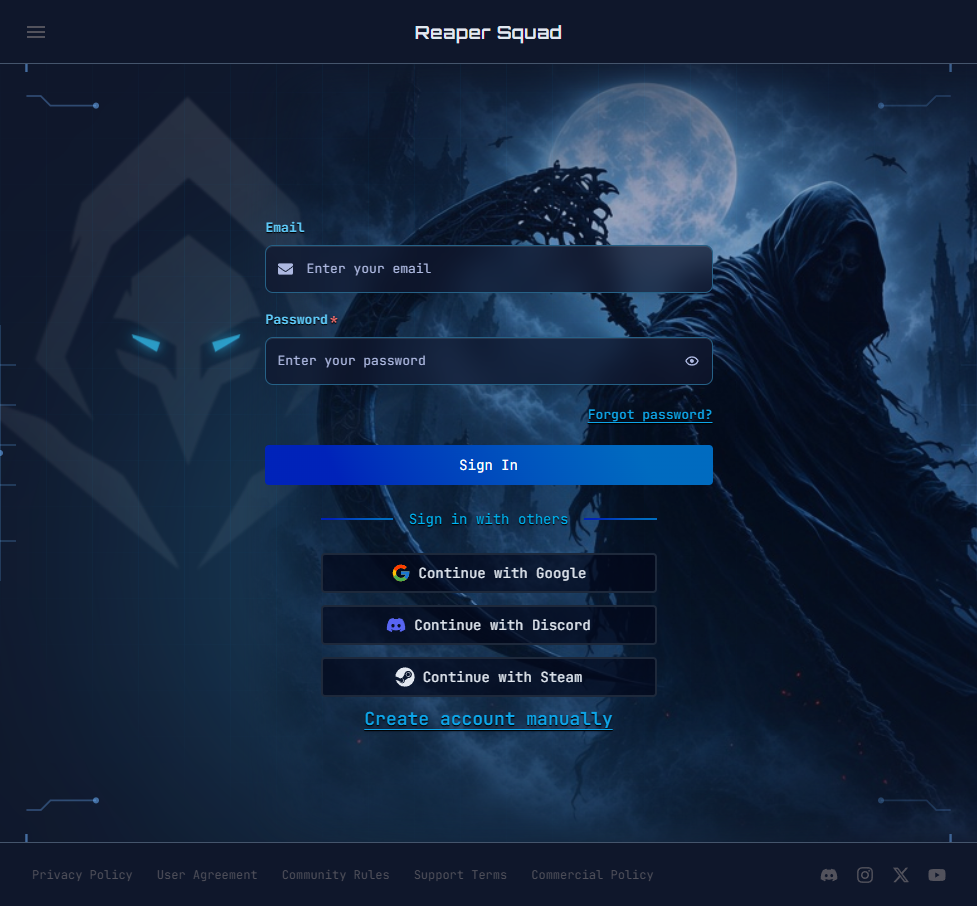 Reaper Squad
Email
Enter your email
Password*
Enter your password
Forgot password?
Sign In
Sign in with others
Continue with Google
Continue with Discord
Continue with Steam
Create account manually
Privacy Policy User Agreement Community Rules Support Terms Commercial Policy